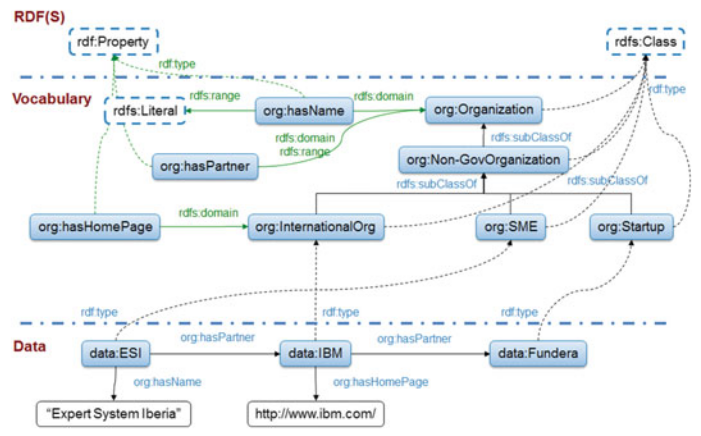 RDF(S)
rdf:Property
rdfs:Class
rdf:type
rdf:type
Vocabulary
rdfs:Literal
rdfs:range
org:hasName
rdfs:domain
org:Organization
rdfs:domain
rdfs:range
rdfs:subClassOf
org:hasPartner
org:Non-GovOrganization
rdfs:subClassOf
rdfs:subClassOf
org:hasHomePage
rdfs:domain
org:InternationalOrg
org:SME
org:Startup
rdf:type
rdf:type
rdf:type
Data
data:ESI
org:hasPartner
data:IBM
org:hasPartner
data:Fundera
org:hasName
org:hasHomePage
“Expert System Iberia”
http://www.ibm.com/